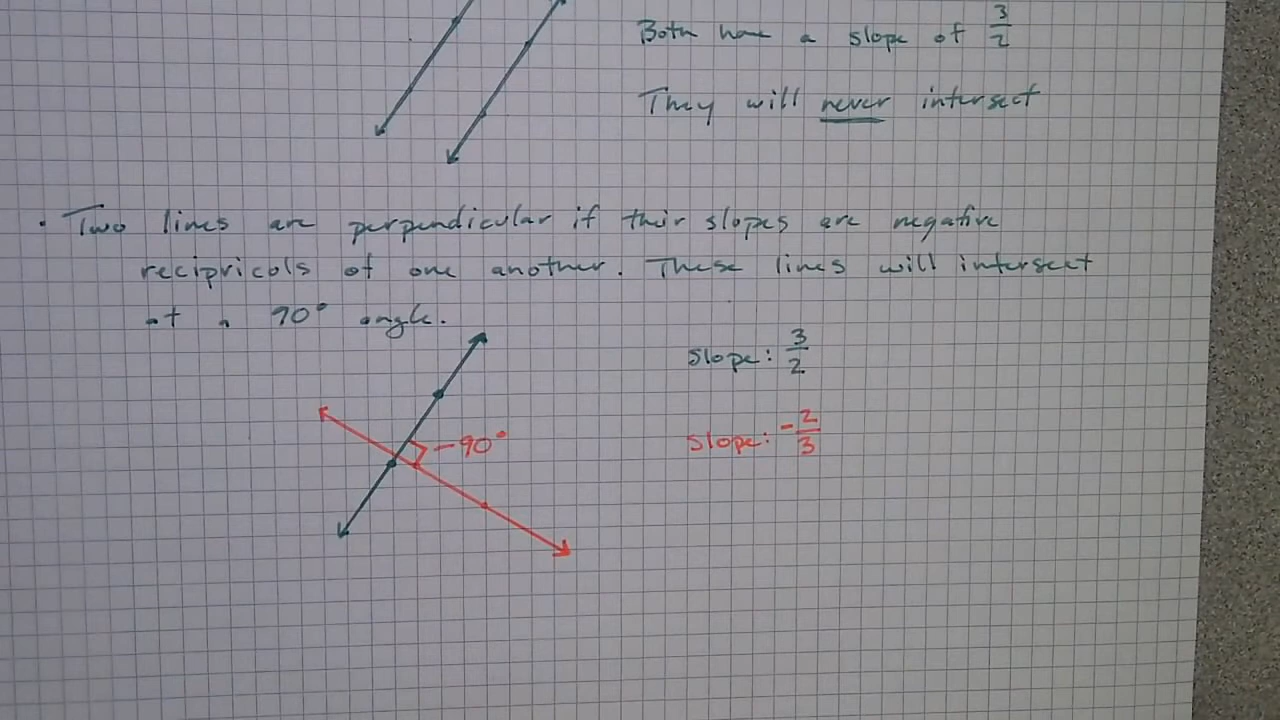 Both have a slope of 3/2
They will never intersect
• Two lines are perpendicular if their slopes are negative
recipricols of one another. These lines will intersect
at a 90° angle.
slope: 3/2
90°
slope: -2/3